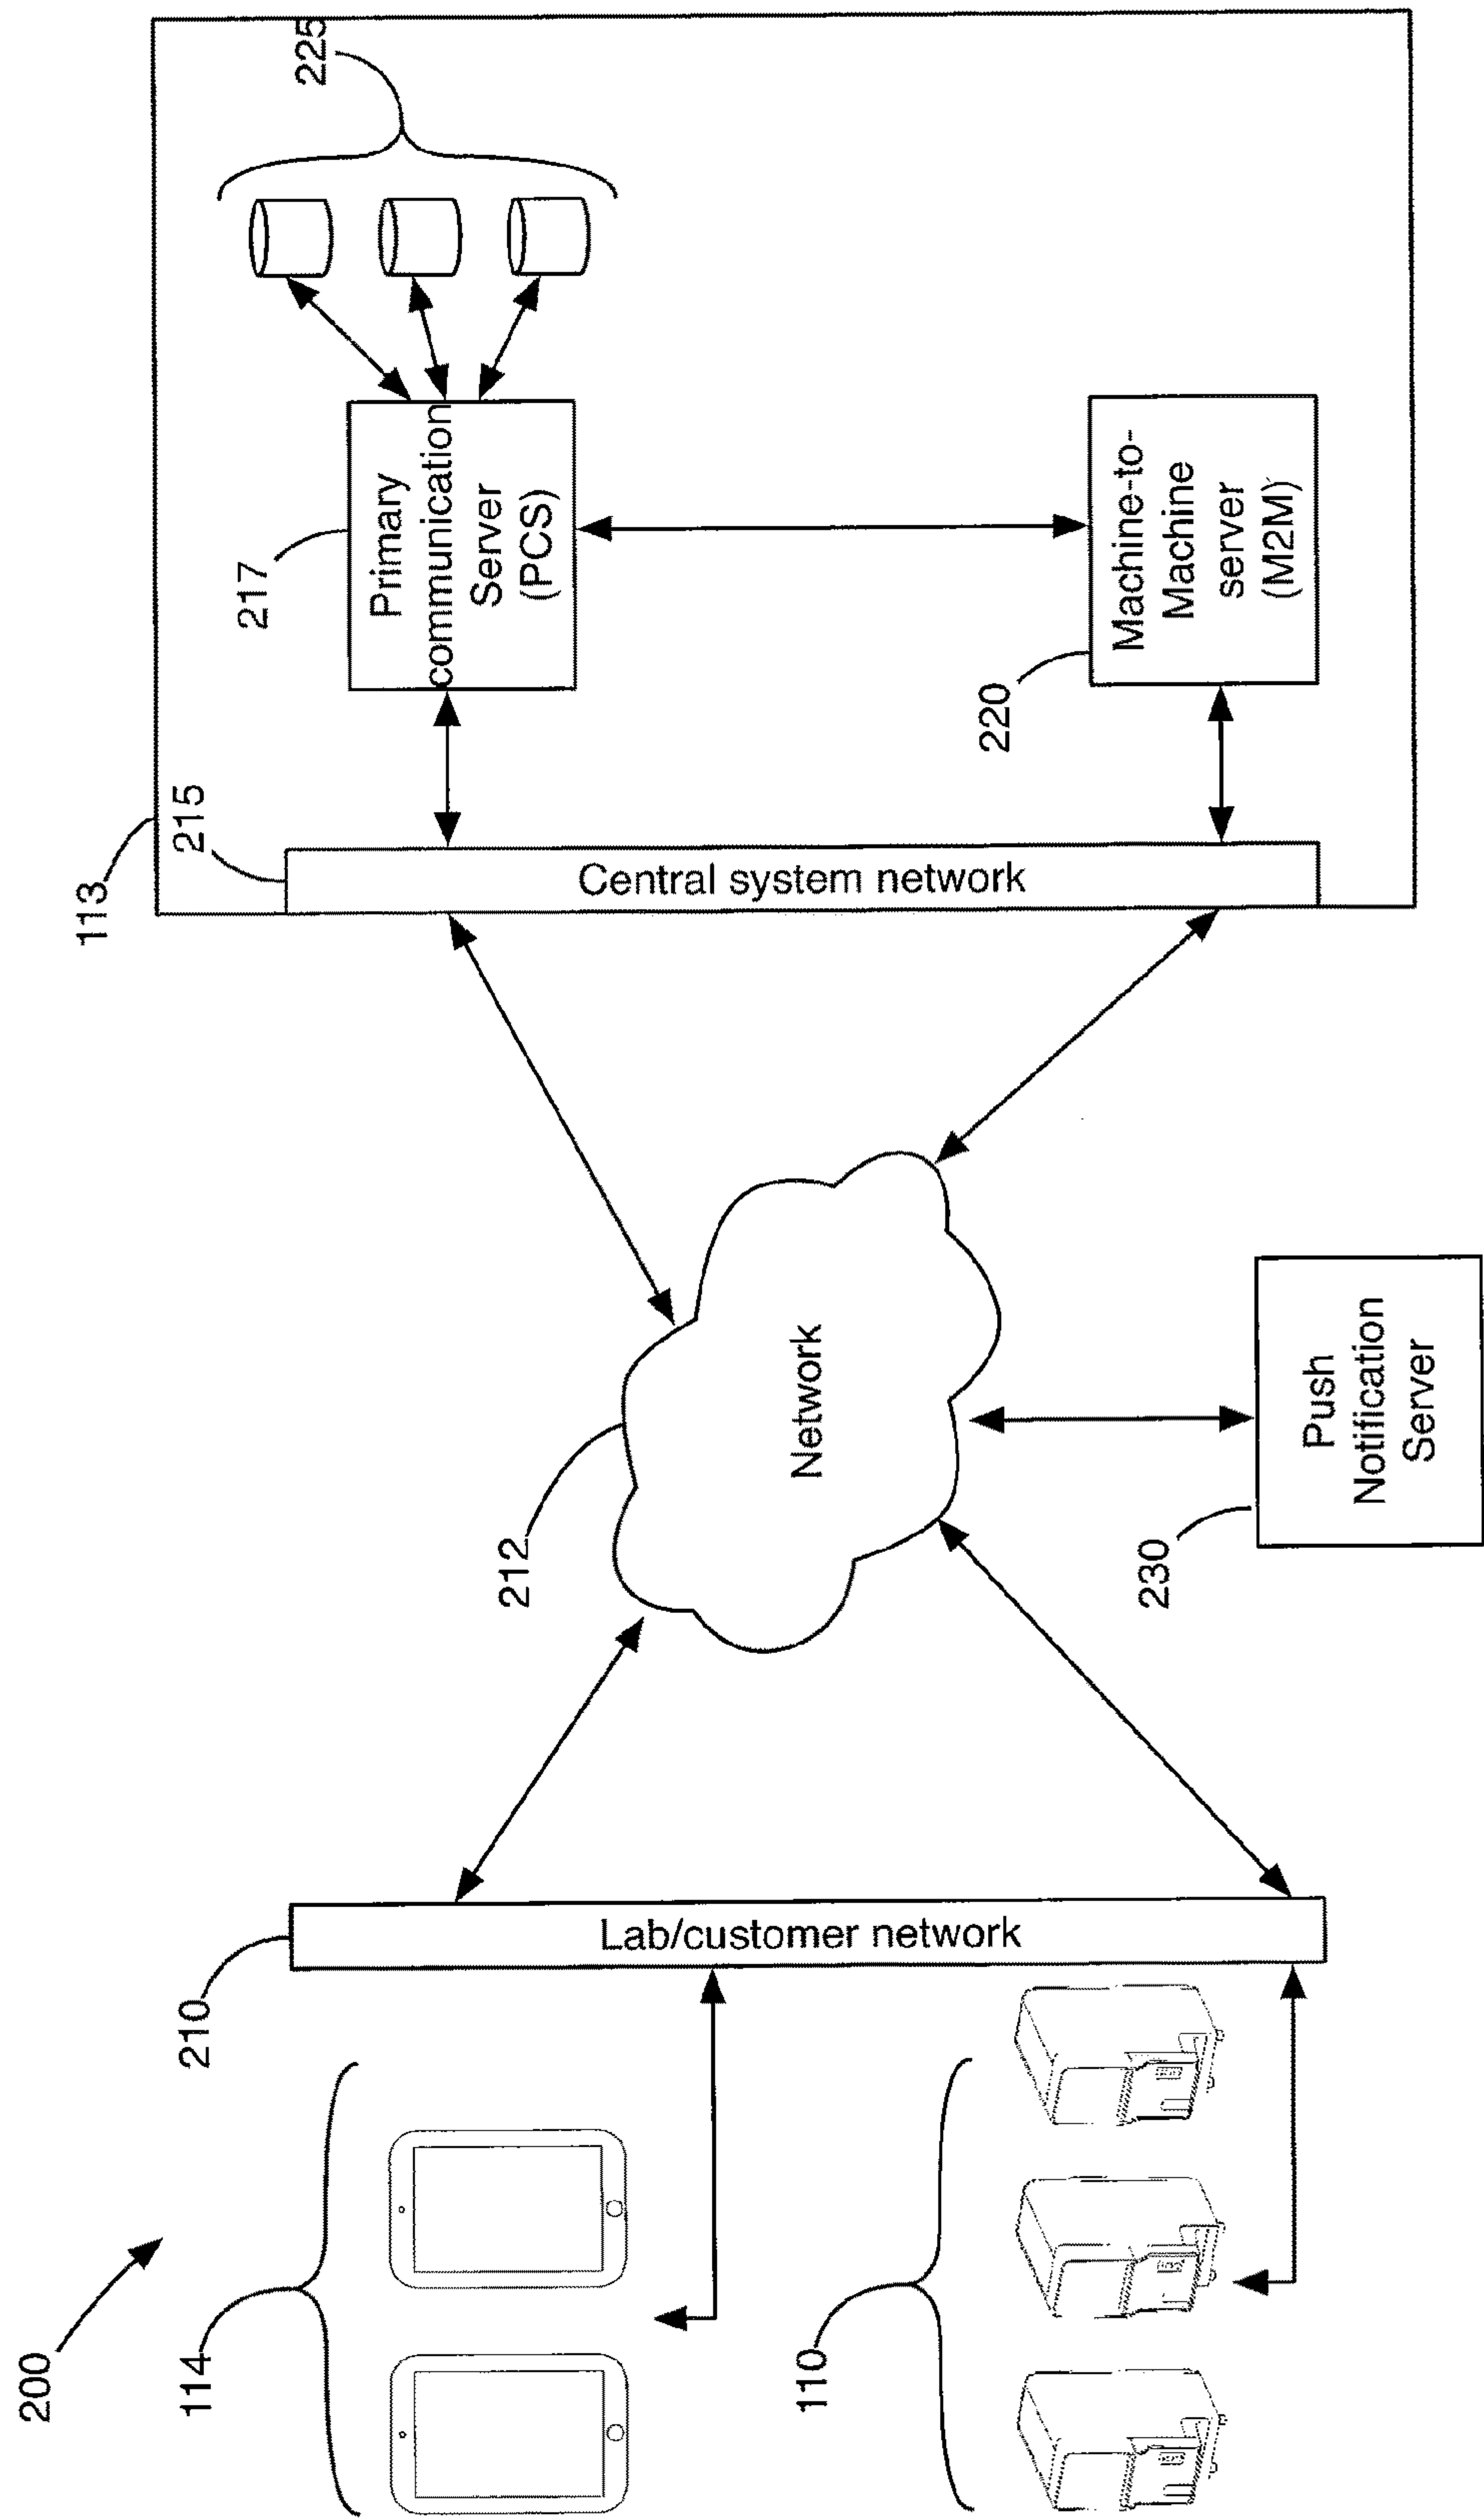 200
114
110
210
Lab/customer network
212
Network
230
Push
Notification
Server
113
215
Central system network
217
Primary
communication
Server
(PCS)
220
Machine-to-
Machine
server
(M2M)
225